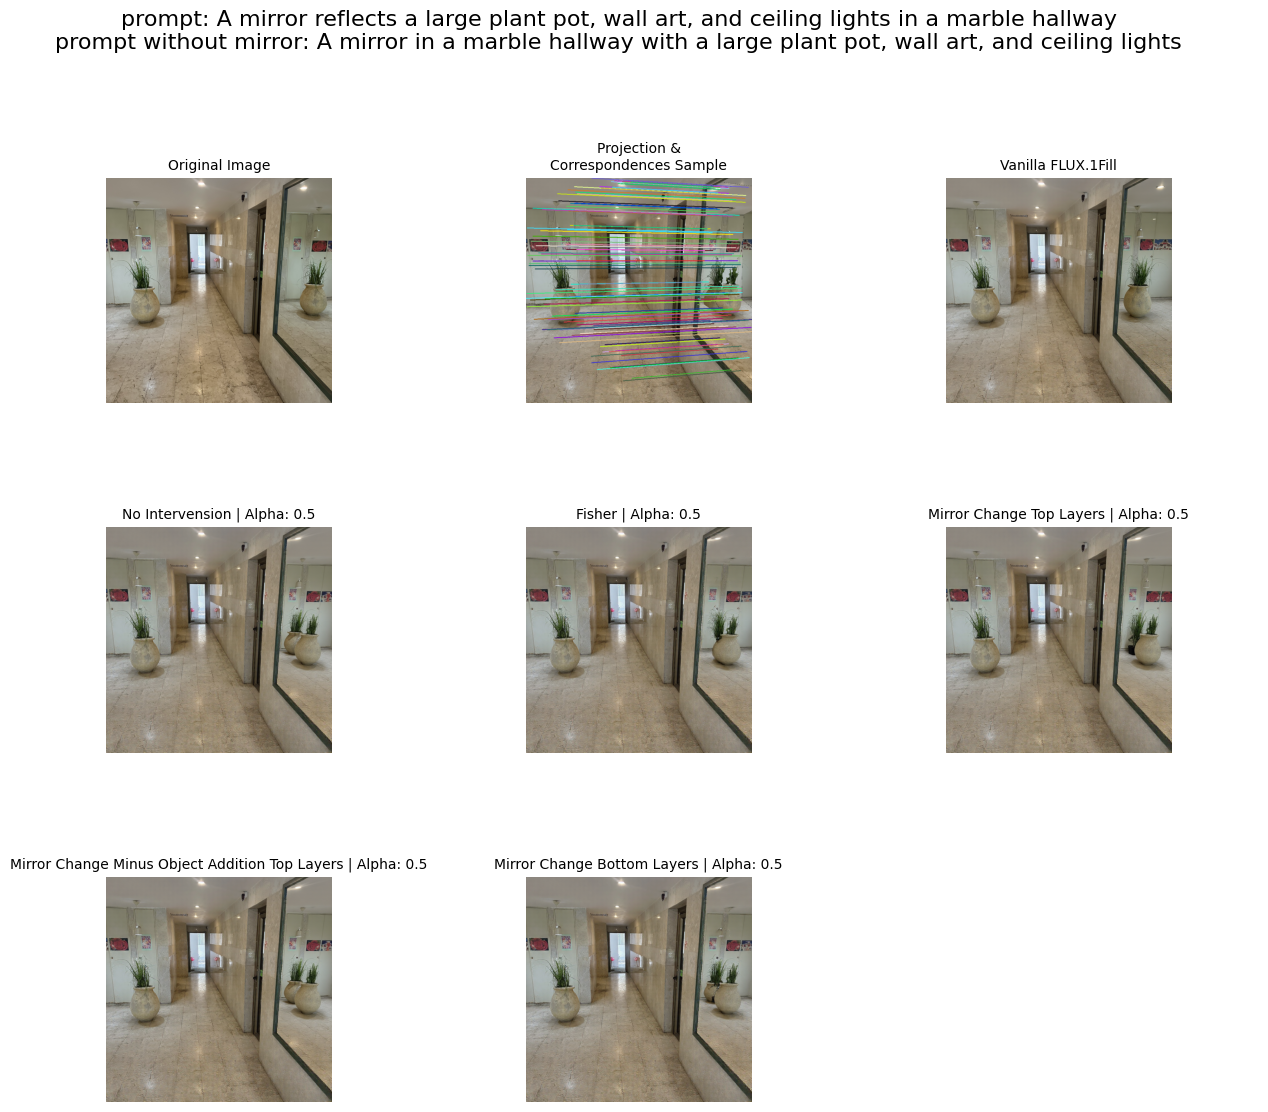 prompt: A mirror reflects a large plant pot, wall art, and ceiling lights in a marble hallway
prompt without mirror: A mirror in a marble hallway with a large plant pot, wall art, and ceiling lights
Original Image
Projection &
Correspondences Sample
Vanilla FLUX.1Fill
No Intervension | Alpha: 0.5
Fisher | Alpha: 0.5
Mirror Change Top Layers | Alpha: 0.5
Mirror Change Minus Object Addition Top Layers | Alpha: 0.5
Mirror Change Bottom Layers | Alpha: 0.5